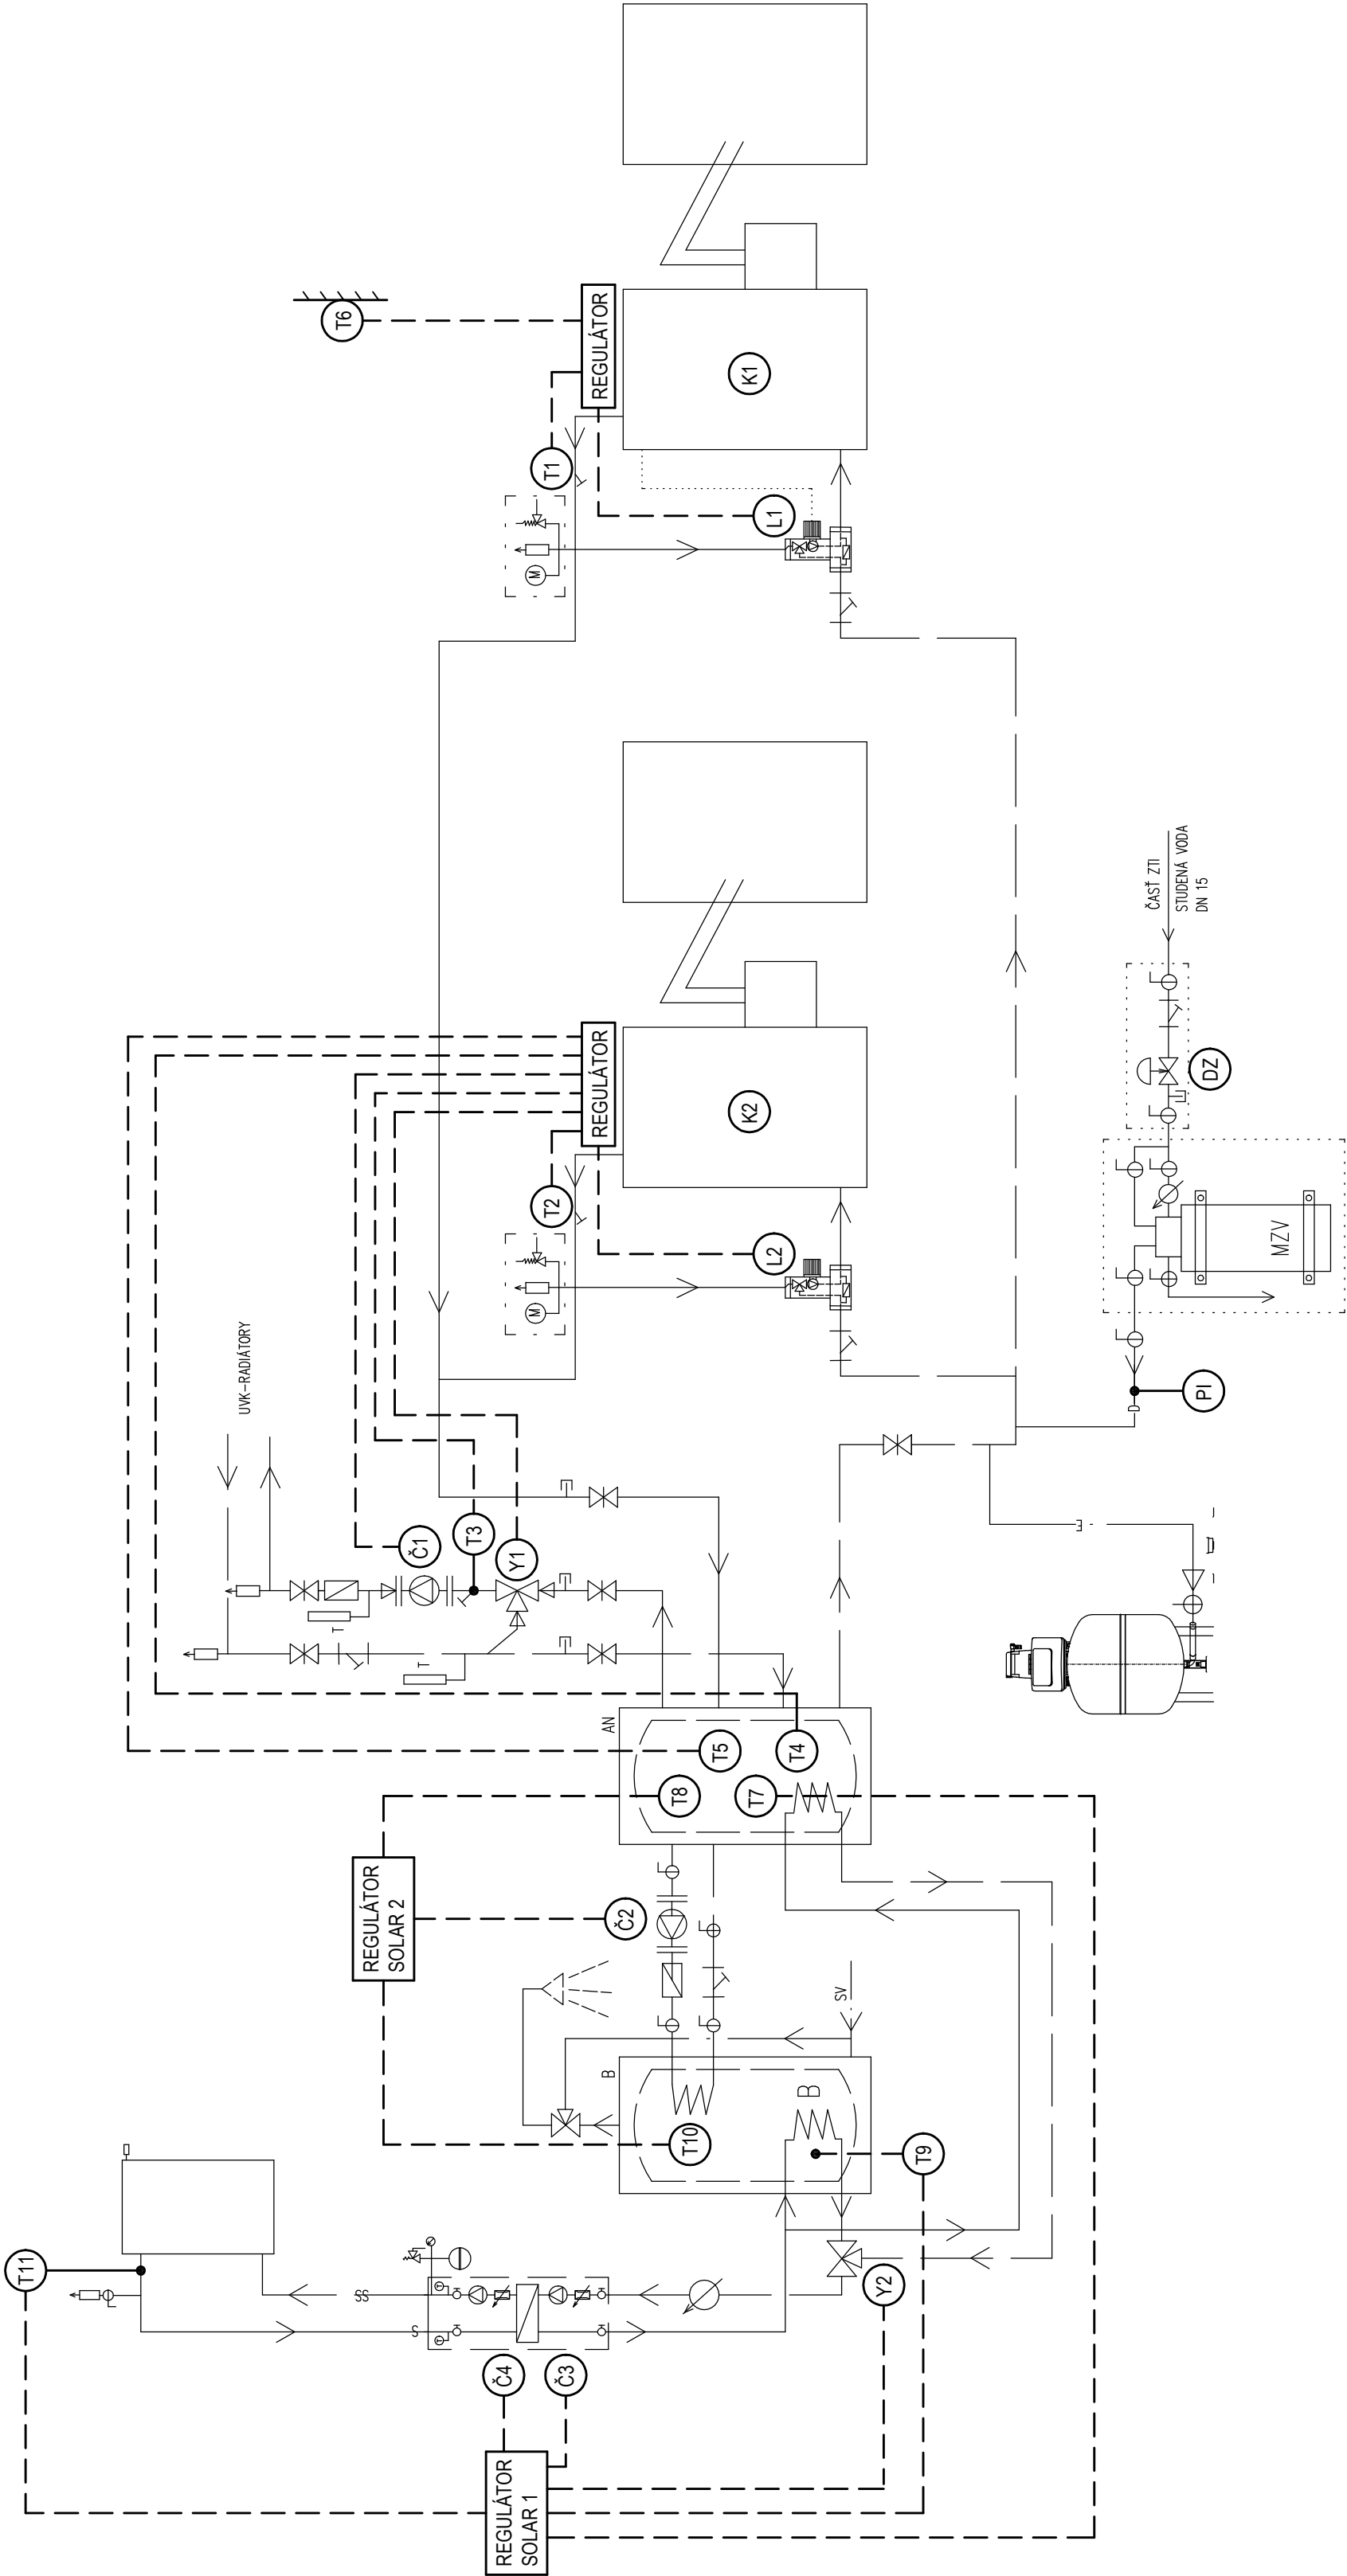 T6
REGULÁTOR
K1
T1
L1
M
REGULÁTOR
K2
T2
L2
M
ČASŤ ZTI
STUDENÁ VODA
DN 15
DZ
MZV
PI
UVK-RADIÁTORY
Č1
T3
Y1
T
T
AN
T5
T4
T8
T7
REGULÁTOR
SOLAR 2
Č2
SV
B
B
T10
T9
T11
SS
S
Y2
Č4
Č3
REGULÁTOR
SOLAR 1